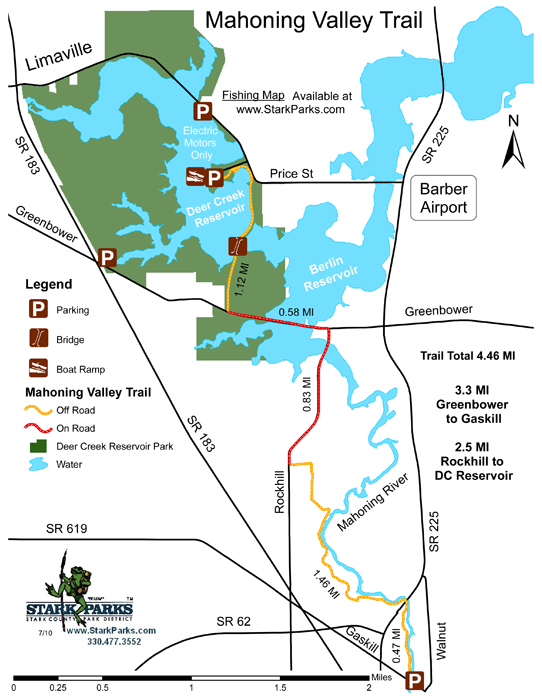 Mahoning Valley Trail
Limaville
Fishing Map Available at
www.StarkParks.com
P
Electric
Motors
Only
SR 183
SR 225
N
P
Price St
Deer Creek
Reservoir
Barber
Airport
Greenbower
P
Berlin
Reservoir
1.12 MI
0.58 MI
Greenbower
Legend
P Parking
Bridge
Boat Ramp
Mahoning Valley Trail
Off Road
On Road
Deer Creek Reservoir Park
Water
Trail Total 4.46 MI
3.3 MI
Greenbower
to Gaskill
2.5 MI
Rockhill to
DC Reservoir
0.83 MI
SR 183
Rockhill
Mahoning River
SR 225
SR 619
1.46 MI
STARK PARKS
TM
STARK COUNTY PARK DISTRICT
7/10
www.StarkParks.com
330.477.3552
SR 62
Gaskill
0.47 MI
Walnut
P
Miles
0 0.25 0.5 1 1.5 2